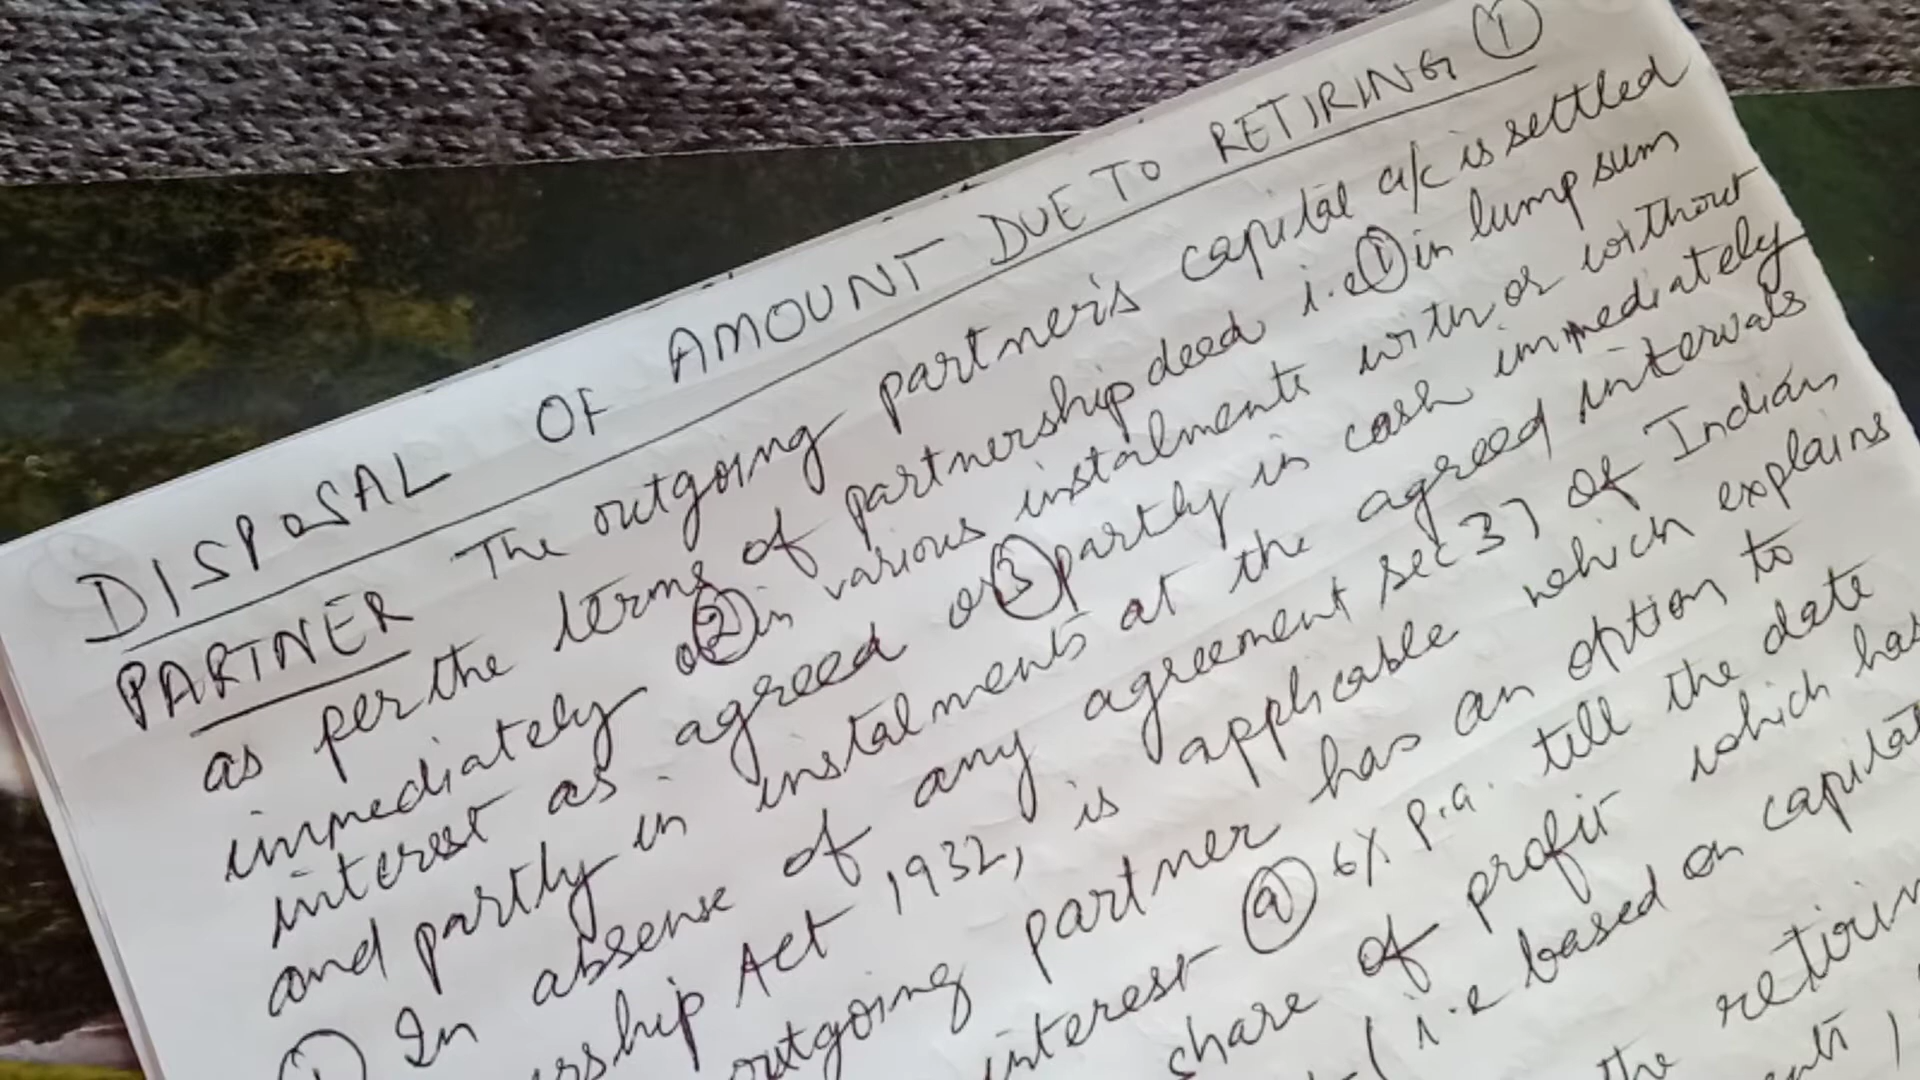 DISPOSAL OF AMOUNT DUE TO RETIRING ①
PARTNER The outgoing partner's capital a/c is settled
as per the terms of partnership deed i.e ① in lump sum
immediately or ② in various instalments with or without
interest as agreed or ③ partly in cash immediately
and partly in instalments at the agreed intervals
① In absense of any agreement sec 37 of Indian
ership Act 1932, is applicable which explains
outgoing partner has an option to
interest @ 6% p.a. till the date
share of profit which has
(i.e based on capital
the retiring